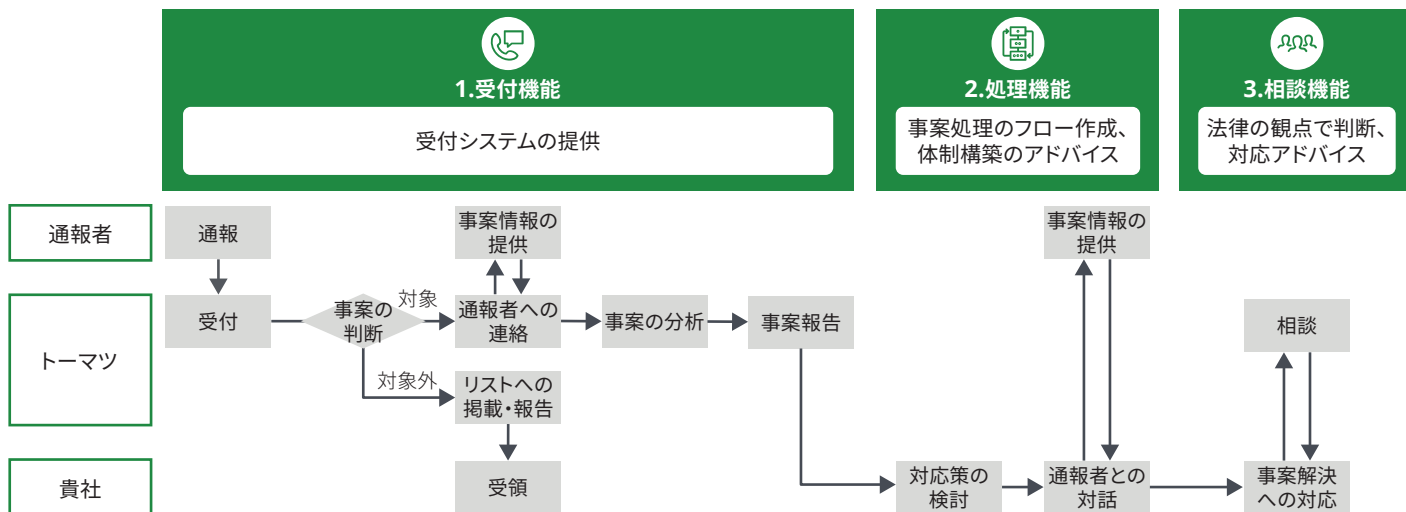 1.受付機能
受付システムの提供
2.処理機能
事案処理のフロー作成、
体制構築のアドバイス
3.相談機能
法律の観点で判断、
対応アドバイス
通報者
通報
事案情報の
提供
事案情報の
提供
トーマツ
受付
事案の
判断
対象
通報者への
連絡
事案の分析
事案報告
相談
対象外
リストへの
掲載・報告
貴社
受領
対応策の
検討
通報者との
対話
事案解決
への対応